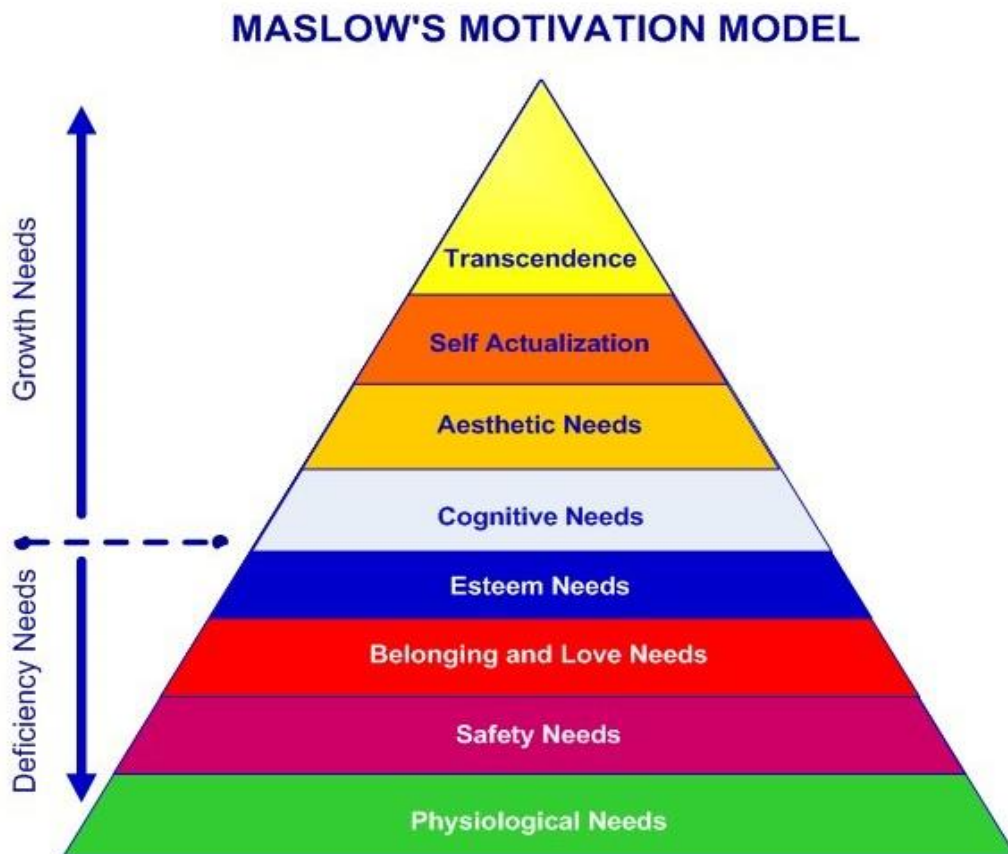 MASLOW'S MOTIVATION MODEL
Growth Needs
Deficiency Needs
Transcendence
Self Actualization
Aesthetic Needs
Cognitive Needs
Esteem Needs
Belonging and Love Needs
Safety Needs
Physiological Needs